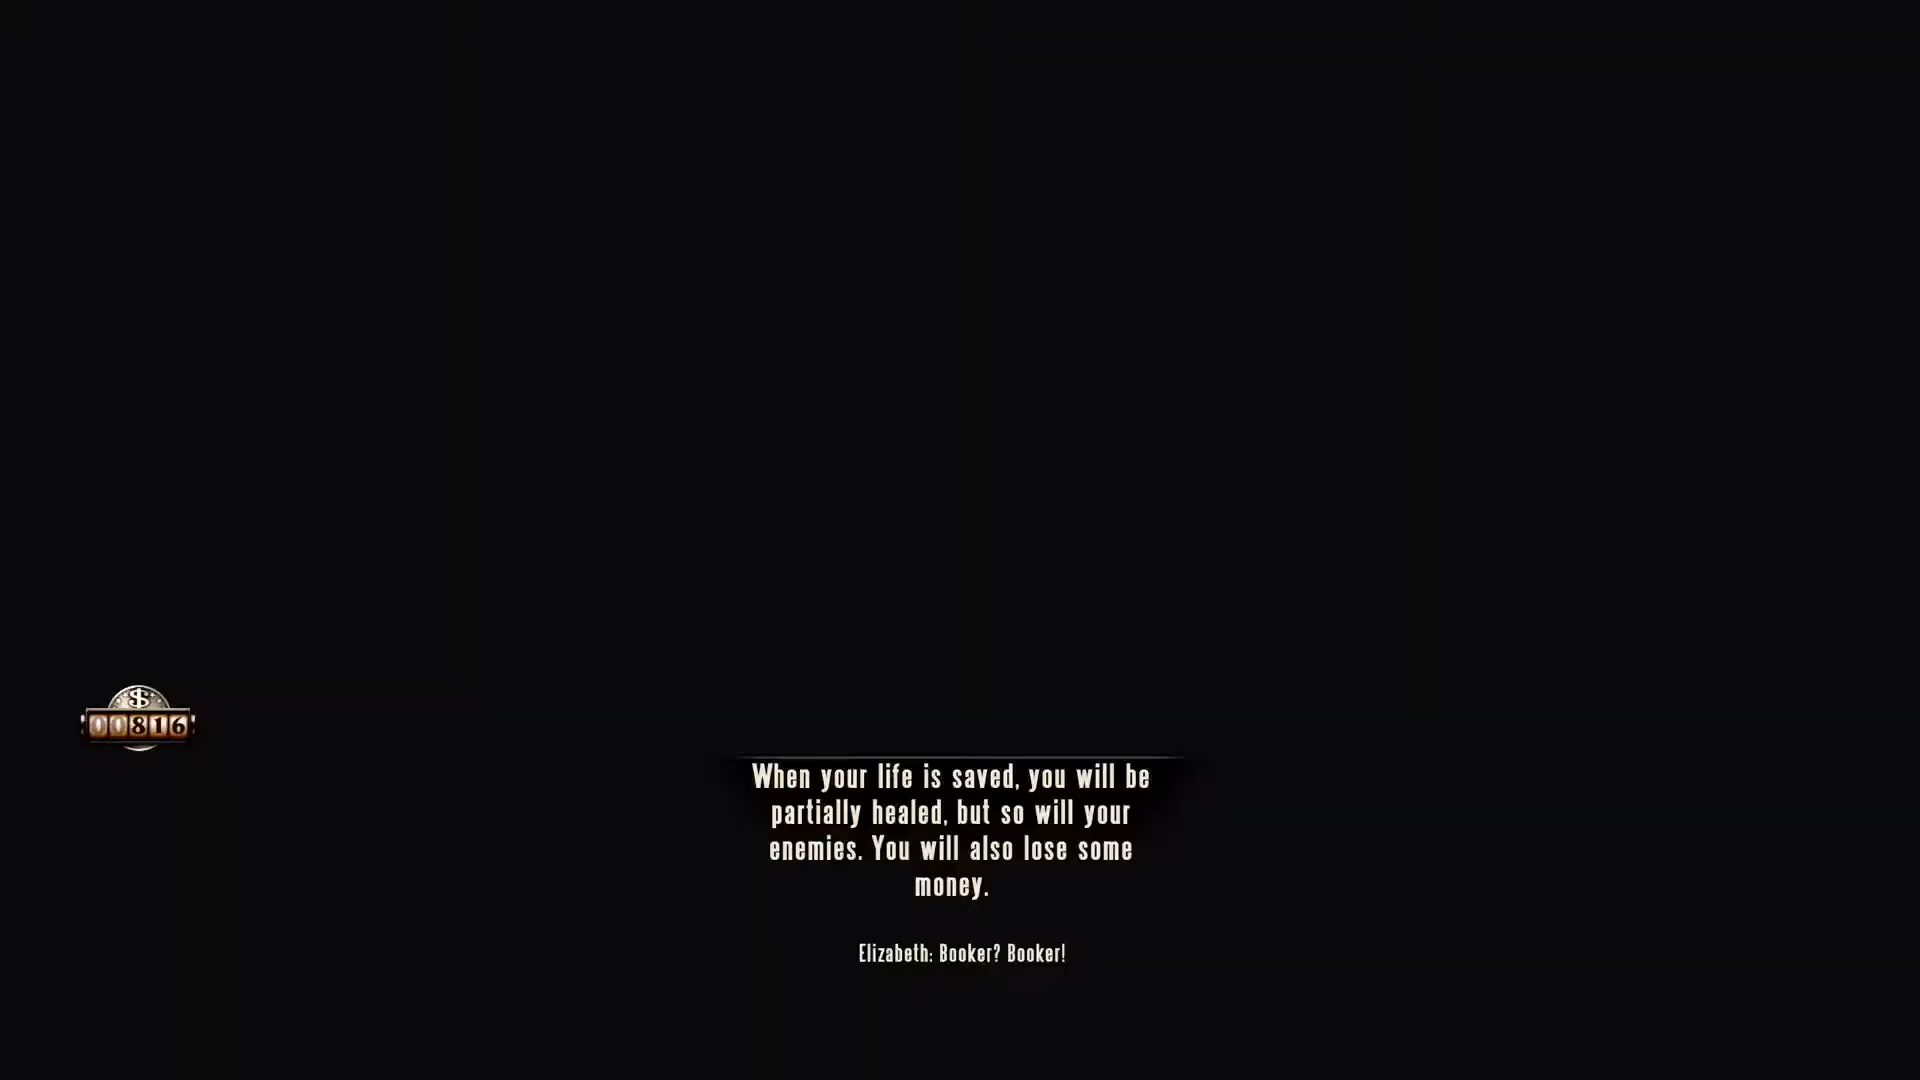 $
00816
When your life is saved, you will be
partially healed, but so will your
enemies. You will also lose some
money.
Elizabeth: Booker? Booker!